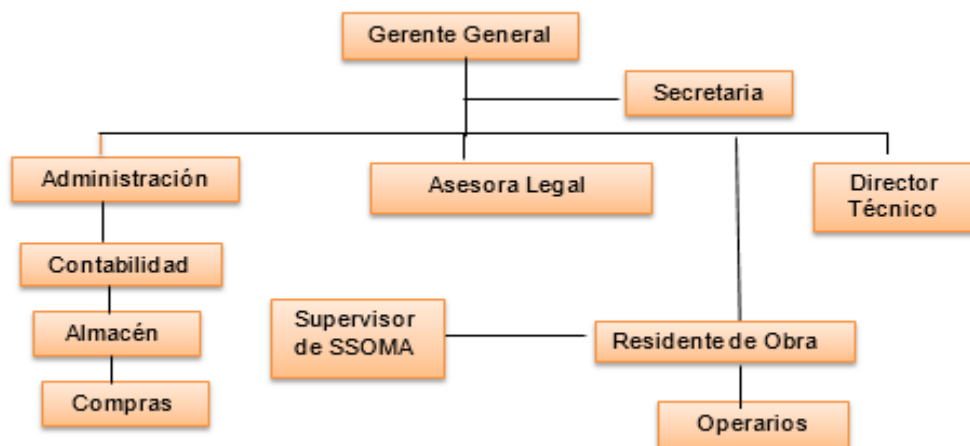 Gerente General
Secretaria
Administración
Asesora Legal
Director
Técnico
Contabilidad
Supervisor
de SSOMA
Almacén
Residente de Obra
Compras
Operarios